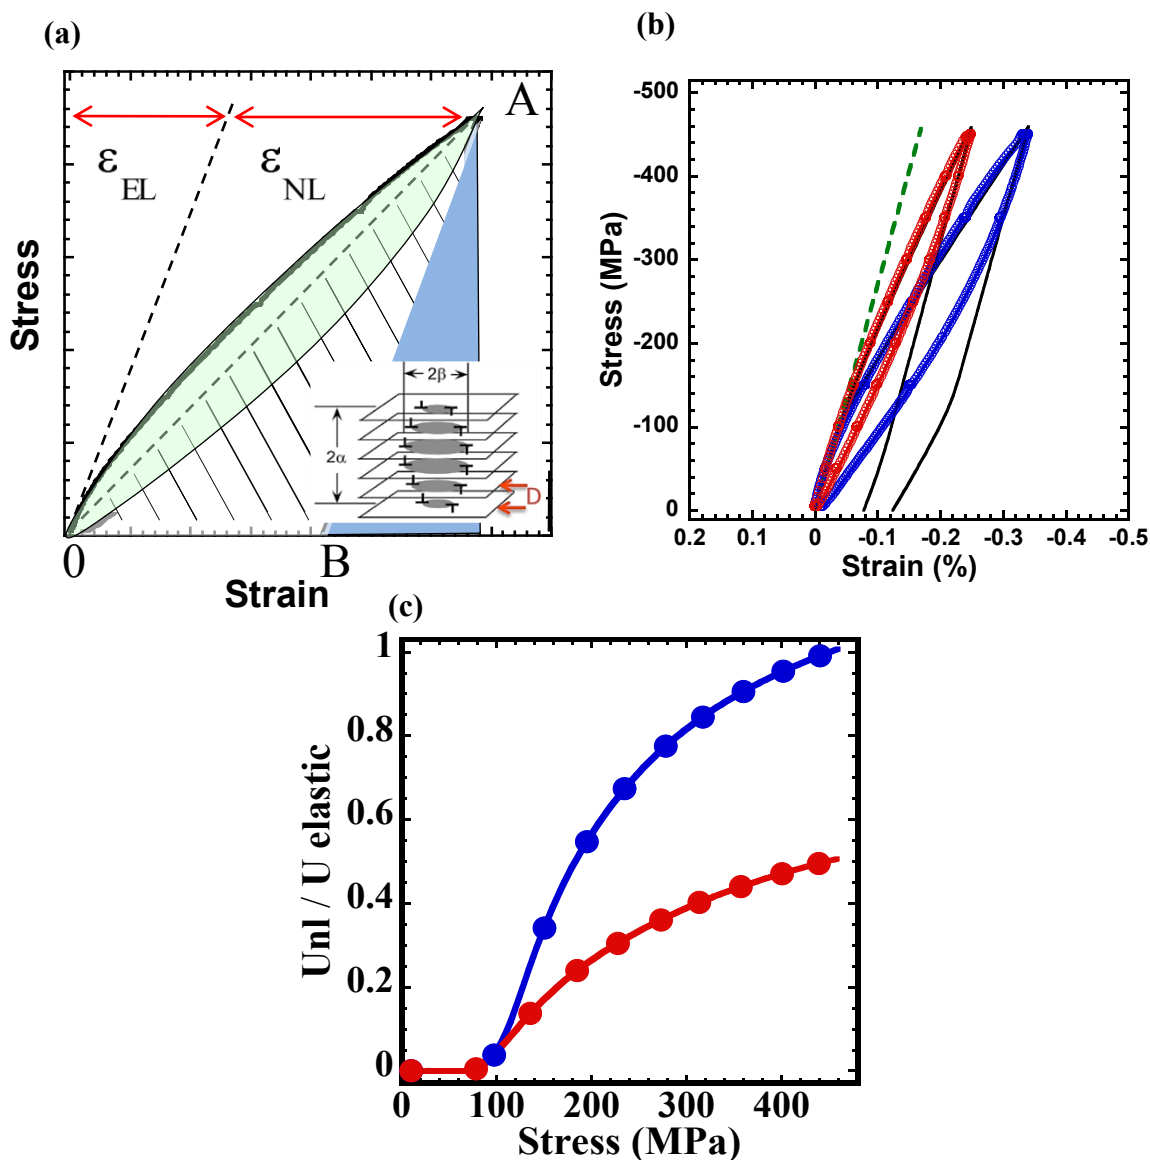 (a)
A
ε EL
ε NL
Stress
2β
2α
D
0
B
Strain
(b)
-500
-400
-300
-200
-100
0
Stress (MPa)
0.2 0.1 0 -0.1 -0.2 -0.3 -0.4 -0.5
Strain (%)
(c)
1
0.8
0.6
0.4
0.2
0
Unl / U elastic
0 100 200 300 400
Stress (MPa)